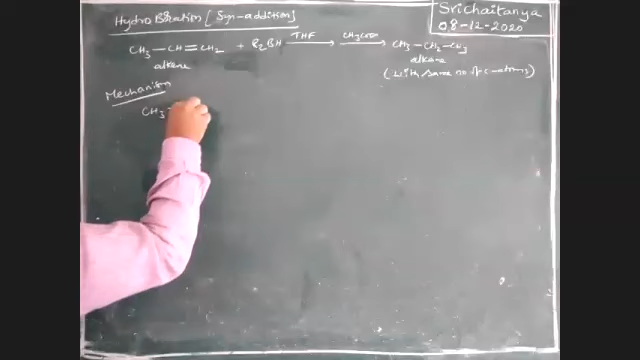 Hydro Boration [Syn-addition]
Srichaitanya
08-12-2020
CH₃ — CH = CH₂ + R₂BH THF → CH₃COOH → CH₃ - CH₂ - CH₃
alkene alkane
(with same no of c-atoms)
Mechanism
CH₃ —